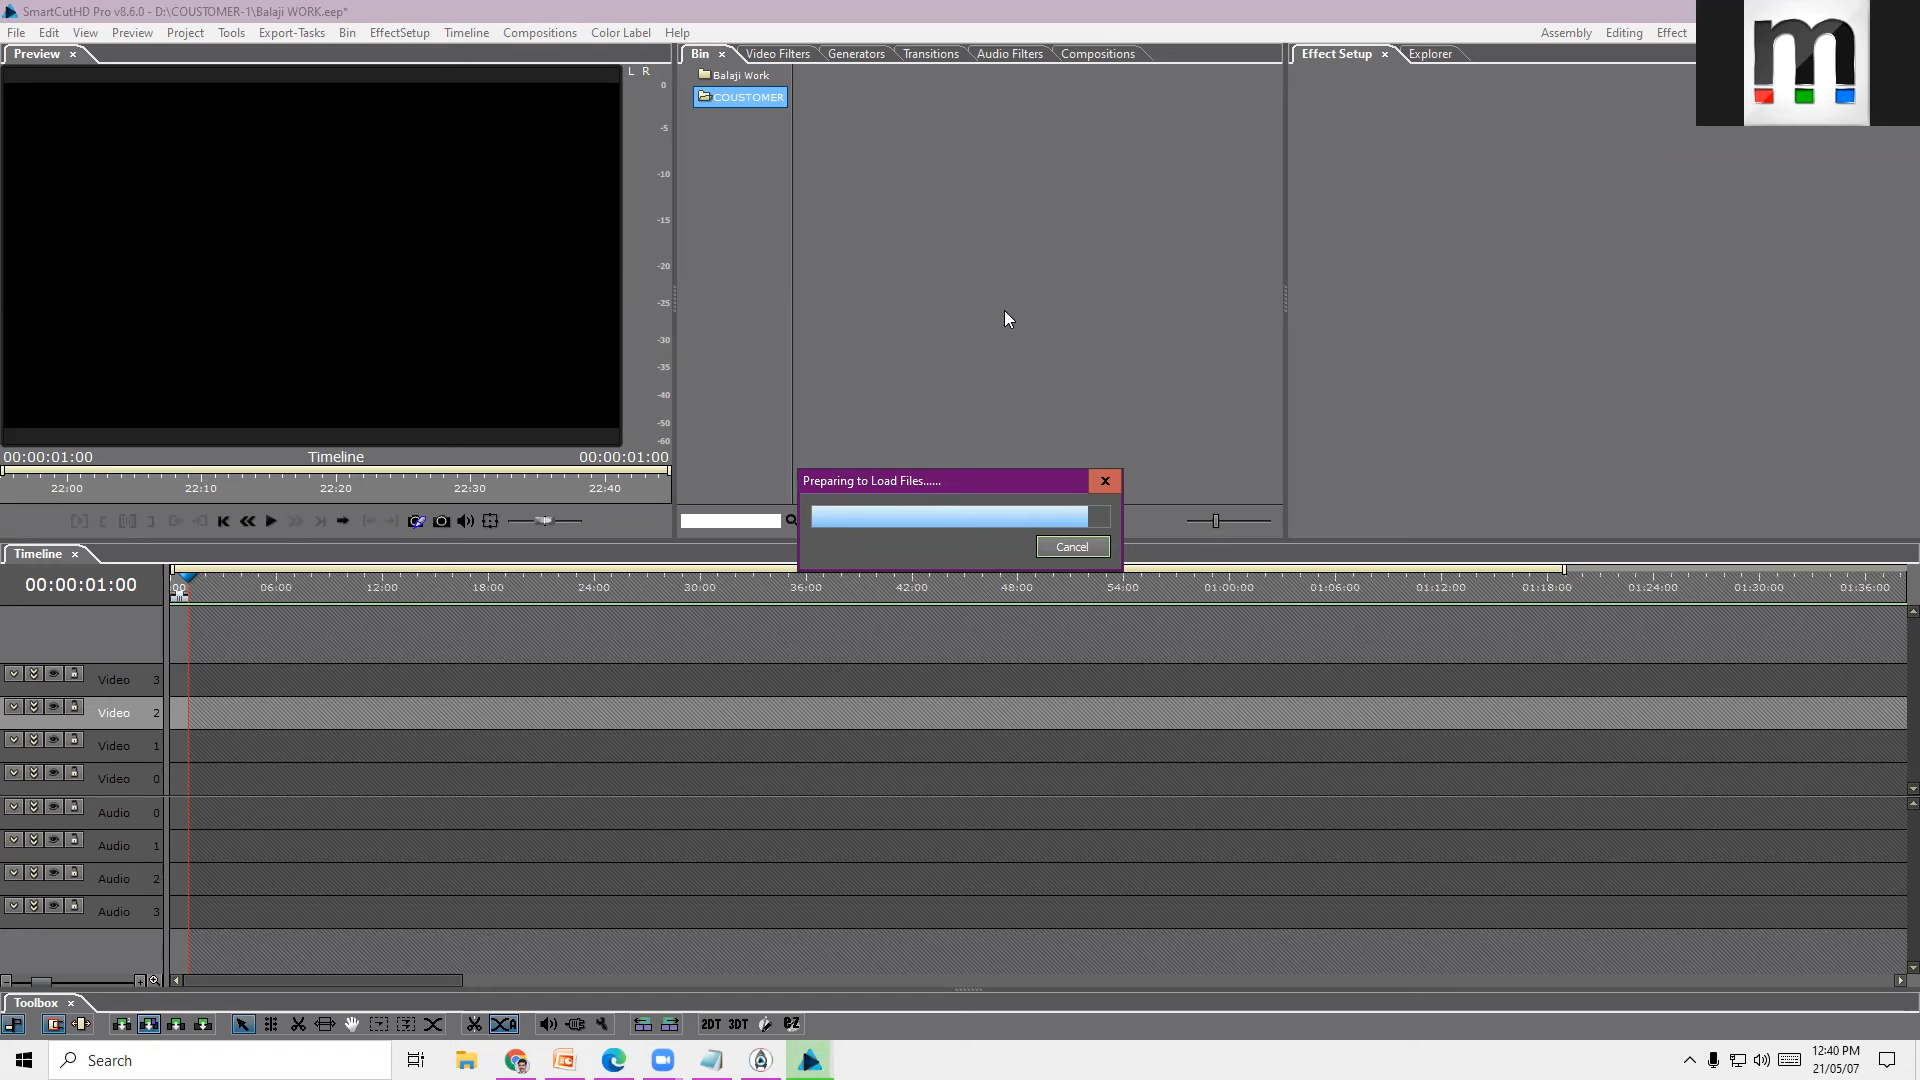 SmartCutHD Pro v8.6.0 - D:\COUSTOMER-1\Balaji WORK.eep*
File Edit View Preview Project Tools Export-Tasks Bin EffectSetup Timeline Compositions Color Label Help Assembly Editing Effect
Preview x
Bin x Video Filters Generators Transitions Audio Filters Compositions
Effect Setup x Explorer
m
L R
Balaji Work
COUSTOMER
0
-5
-10
-15
-20
-25
-30
-35
-40
-50
-60
00:00:01:00 Timeline 00:00:01:00
22:00 22:10 22:20 22:30 22:40
Preparing to Load Files......
Cancel
Timeline x
00:00:01:00
:00 06:00 12:00 18:00 24:00 30:00 36:00 42:00 48:00 54:00 01:00:00 01:06:00 01:12:00 01:18:00 01:24:00 01:30:00 01:36:00
Video 3
Video 2
Video 1
Video 0
Audio 0
Audio 1
Audio 2
Audio 3
Toolbox x
2DT 3DT eZ
Search
12:40 PM
21/05/07